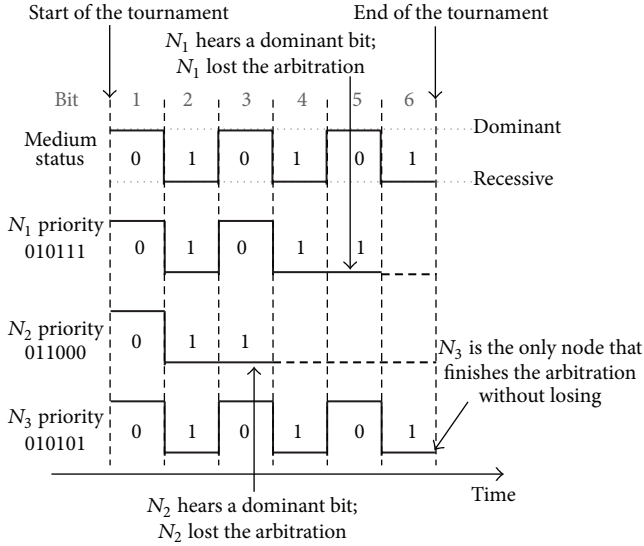 Start of the tournament
End of the tournament
N1 hears a dominant bit;
N1 lost the arbitration
Bit 1 2 3 4 5 6
Medium status 0 1 0 1 0 1
Dominant
Recessive
N1 priority
010111
0 1 0 1 1
N2 priority
011000
0 1 1
N3 is the only node that
finishes the arbitration
without losing
N3 priority
010101
0 1 0 1 0 1
Time
N2 hears a dominant bit;
N2 lost the arbitration